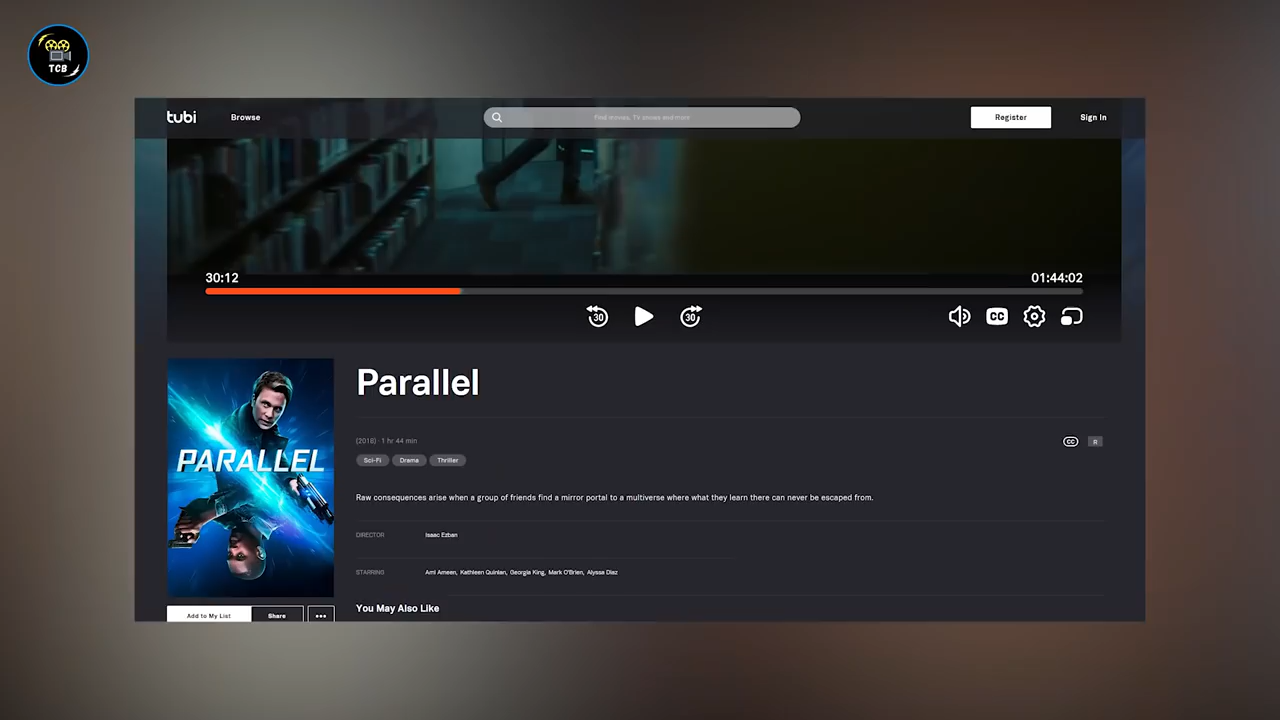 TCB
tubi
Browse
Find movies, TV shows and more
Register
Sign In
30:12
01:44:02
30
30
CC
Parallel
PARALLEL
(2018) · 1 hr 44 min
CC
R
Sci-Fi
Drama
Thriller
Raw consequences arise when a group of friends find a mirror portal to a multiverse where what they learn there can never be escaped from.
DIRECTOR
Isaac Ezban
STARRING
Aml Ameen, Kathleen Quinlan, Georgia King, Mark O'Brien, Alyssa Diaz
Add to My List
Share
You May Also Like